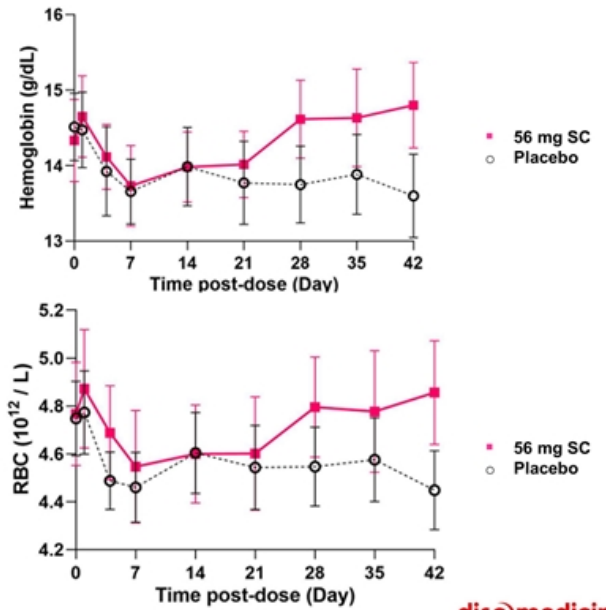 16
15
14
13
Hemoglobin (g/dL)
0 7 14 21 28 35 42
Time post-dose (Day)
56 mg SC
Placebo
5.2
5.0
4.8
4.6
4.4
4.2
RBC (10¹² / L)
0 7 14 21 28 35 42
Time post-dose (Day)
56 mg SC
Placebo